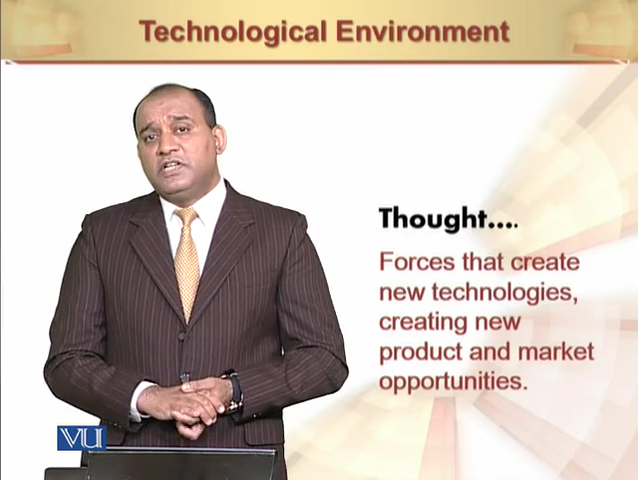 Technological Environment
Thought....
Forces that create
new technologies,
creating new
product and market
opportunities.
VU